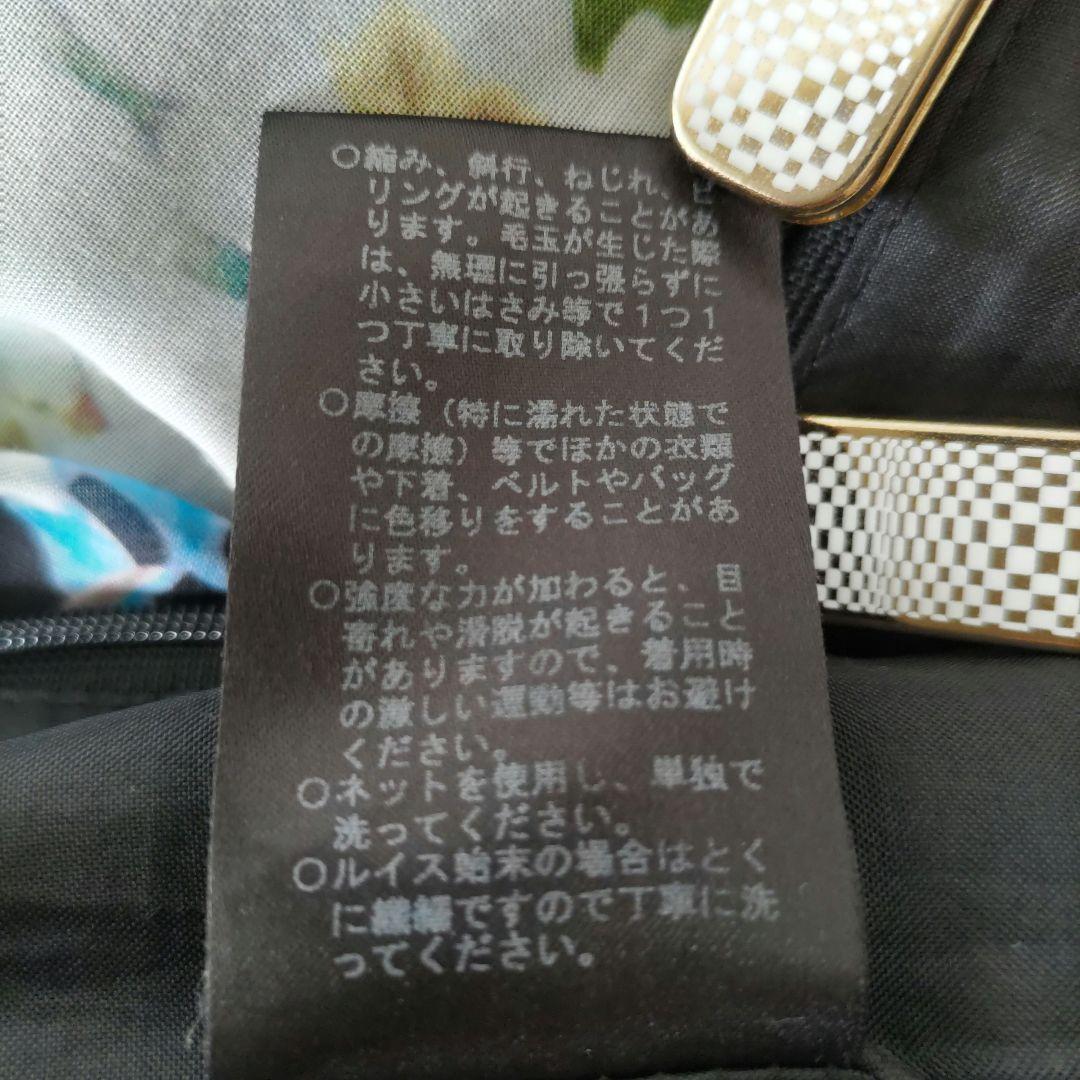 ○縮み、斜行、ねじれ、ピ
リングが起きることがあ
ります。毛玉が生じた際
は、無理に引っ張らずに
小さいはさみ等で1つ1
つ丁寧に取り除いてくだ
さい。
○摩擦（特に濡れた状態で
の摩擦）等でほかの衣類
や下着、ベルトやバッグ
に色移りをすることがあ
ります。
○強度な力が加わると、目
寄れや滑脱が起きること
がありますので、着用時
の激しい運動等はお避け
ください。
○ネットを使用し、単独で
洗ってください。
○ルイス始末の場合はとく
に繊細ですので丁寧に洗
ってください。